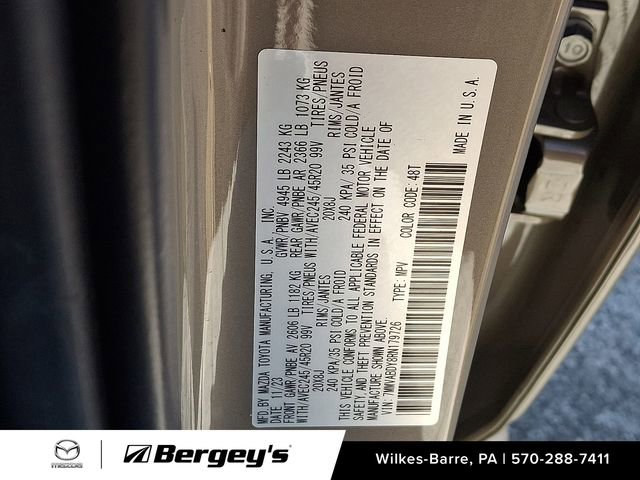 MFD. BY MAZDA TOYOTA MANUFACTURING, U.S.A. INC.
DATE 11/23 GVWR/PNBV 4945 LB 2243 KG
FRONT GAWR/PNBE AV 2606 LB 1182 KG REAR GAWR/PNBE AR 2366 LB 1073 KG
WITH/AVEC245/45R20 99V TIRES/PNEUS WITH/AVEC245/45R20 99V TIRES/PNEUS
20X8J RIMS/JANTES 20X8J RIMS/JANTES
240 KPA/35 PSI COLD/A FROID 240 KPA/ 35 PSI COLD/A FROID
THIS VEHICLE CONFORMS TO ALL APPLICABLE FEDERAL MOTOR VEHICLE
SAFETY, AND THEFT PREVENTION STANDARDS IN EFFECT ON THE DATE OF
MANUFACTURE SHOWN ABOVE.
VIN:7MMVABDY8RN179726 TYPE: MPV COLOR CODE:48T
MADE IN U.S.A.
10
mazda
Bergey's
Wilkes-Barre, PA | 570-288-7411